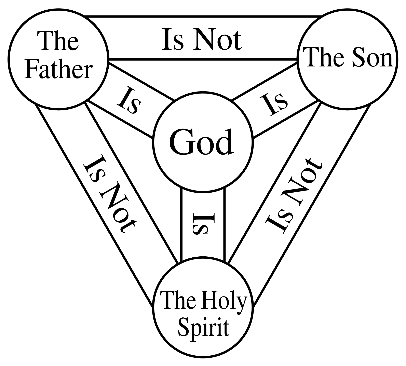 The
Father
Is Not
The Son
Is
Is
God
Is Not
Is
Is Not
The Holy
Spirit